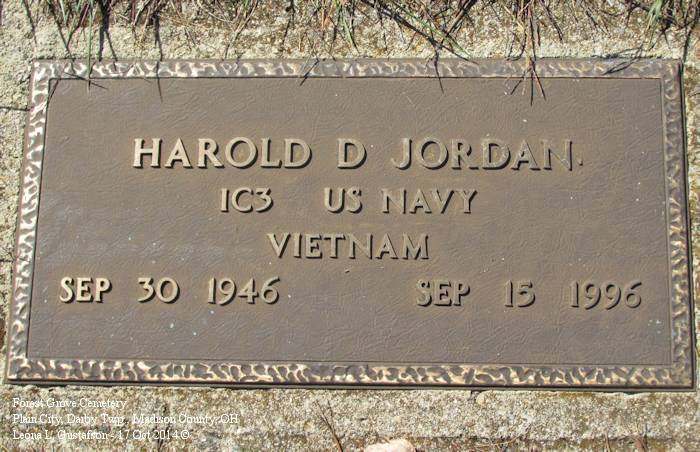 HAROLD D JORDAN
IC3 US NAVY
VIETNAM
SEP 30 1946 SEP 15 1996
Forest Grove Cemetery
Plain City, Darby Twp., Madison County, OH
Leona L. Gustafson - 17 Oct 2014 ©